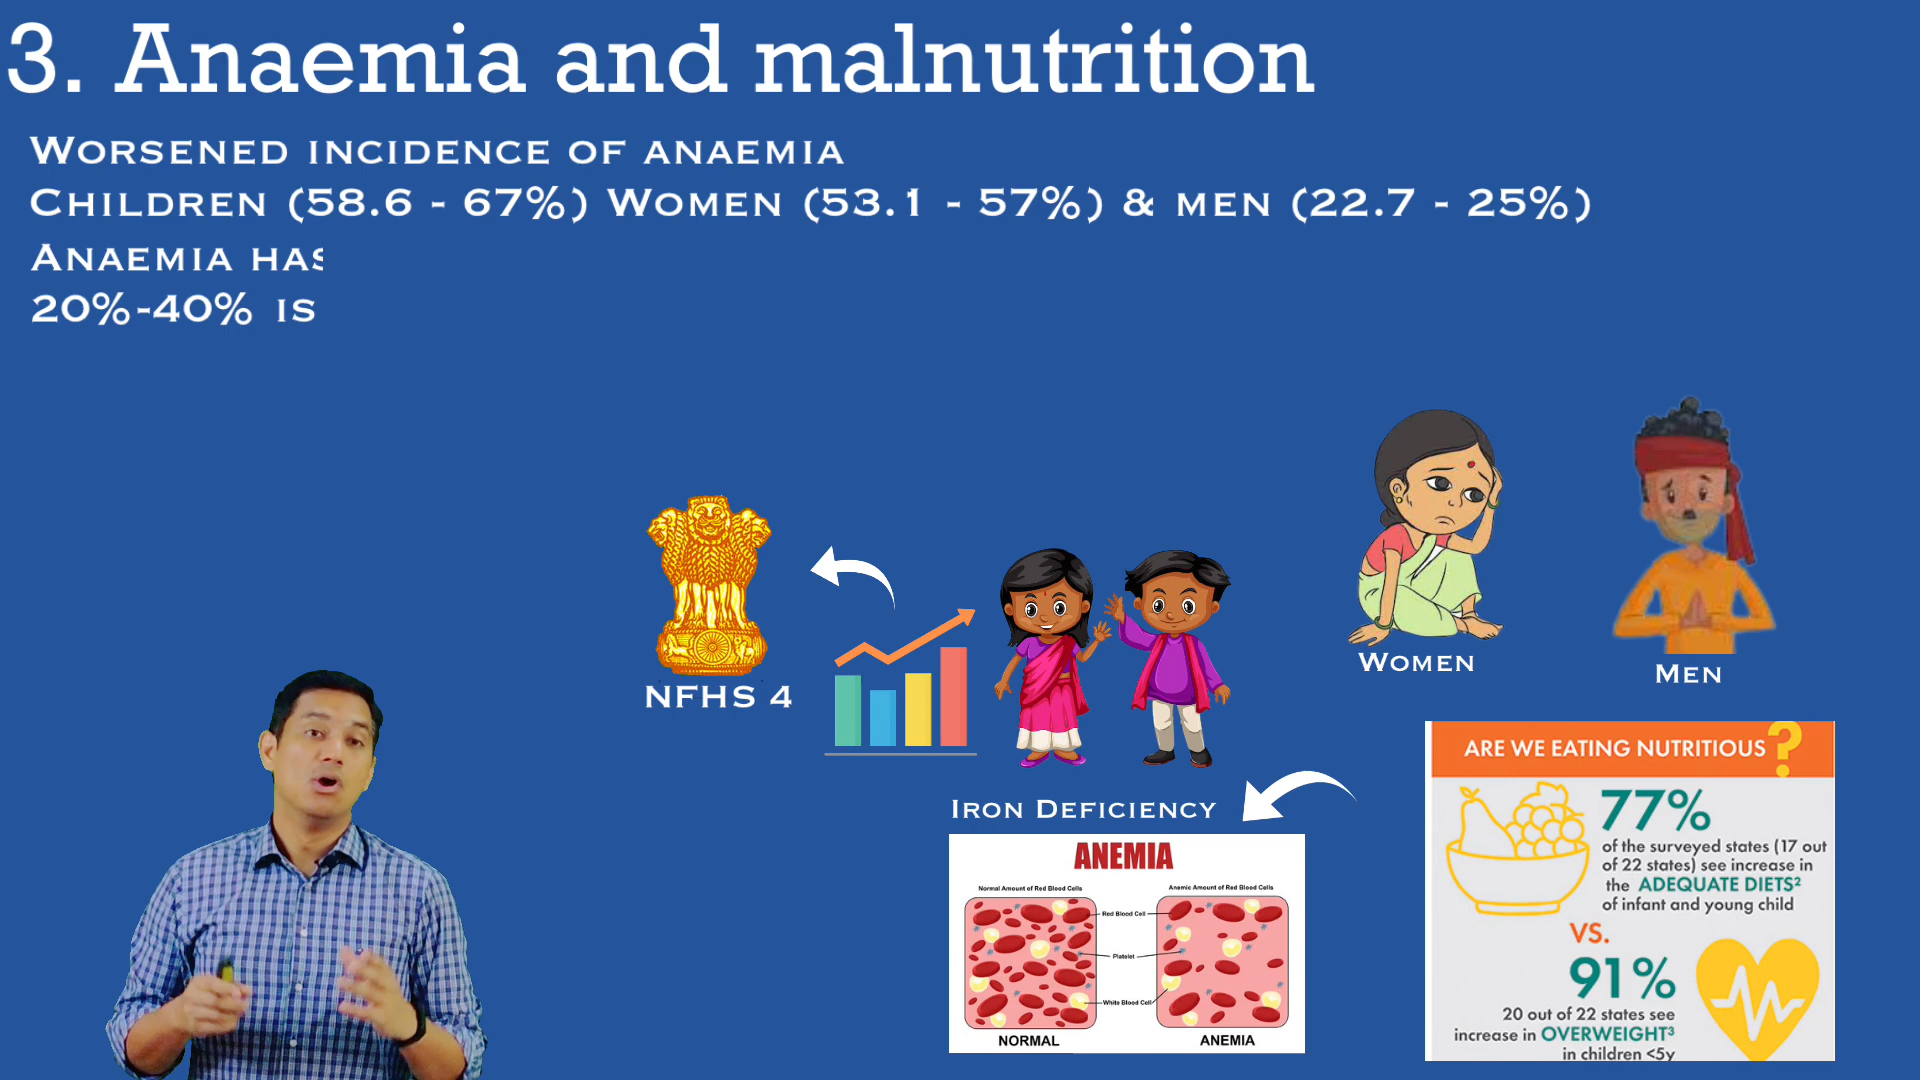 3. Anaemia and malnutrition
WORSENED INCIDENCE OF ANAEMIA
CHILDREN (58.6 - 67%) WOMEN (53.1 - 57%) & MEN (22.7 - 25%)
ANAEMIA HAS
20%-40% IS
NFHS 4
WOMEN
MEN
IRON DEFICIENCY
ANEMIA
Normal Amount of Red Blood Cells
Anemic Amount of Red Blood Cells
Red Blood Cell
Platelet
White Blood Cell
NORMAL
ANEMIA
ARE WE EATING NUTRITIOUS?
77%
of the surveyed states (17 out
of 22 states) see increase in
the ADEQUATE DIETS²
of infant and young child
VS.
91%
20 out of 22 states see
increase in OVERWEIGHT³
in children <5y